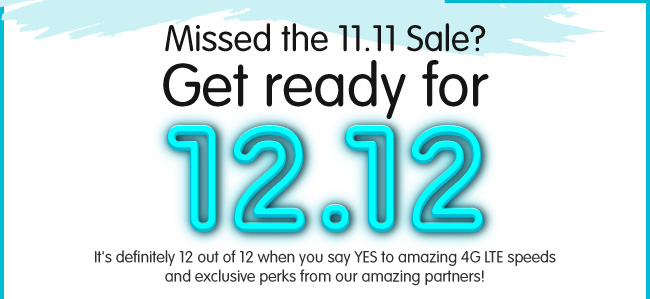 Missed the 11.11 Sale?
Get ready for
12.12
It's definitely 12 out of 12 when you say YES to amazing 4G LTE speeds
and exclusive perks from our amazing partners!